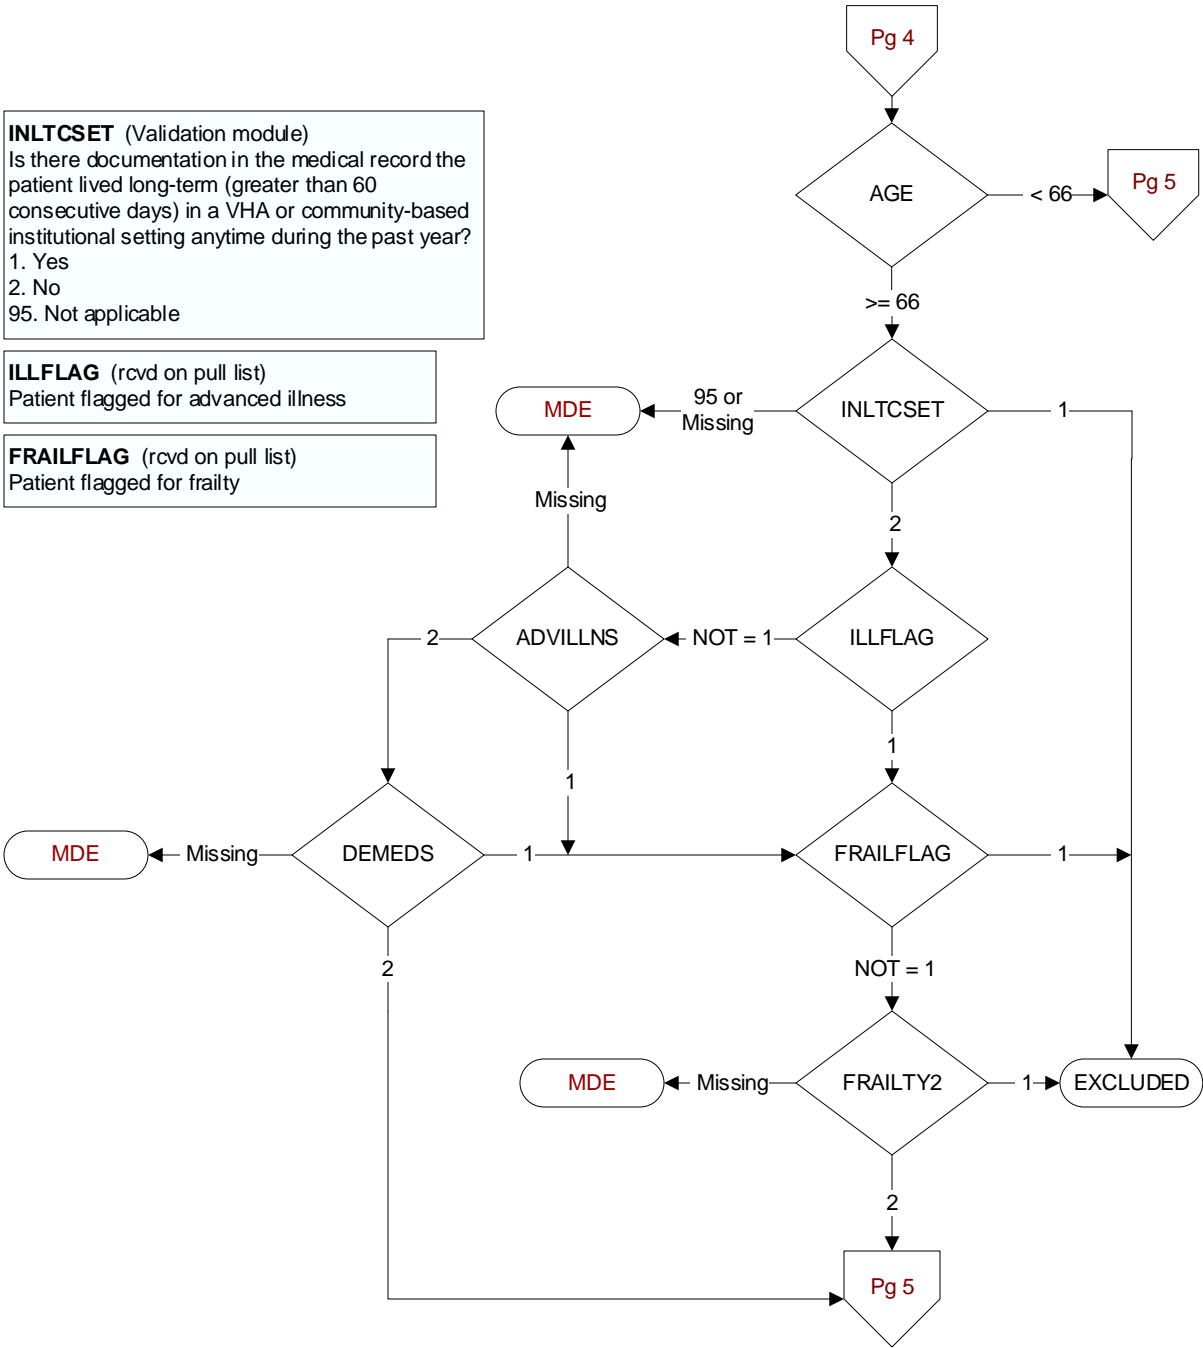 Pg 4
INLTCSET (Validation module)
Is there documentation in the medical record the
patient lived long-term (greater than 60
consecutive days) in a VHA or community-based
institutional setting anytime during the past year?
1. Yes
2. No
95. Not applicable
AGE
< 66
Pg 5
>= 66
ILLFLAG (rcvd on pull list)
Patient flagged for advanced illness
MDE
95 or
Missing
INLTCSET
1
FRAILFLAG (rcvd on pull list)
Patient flagged for frailty
Missing
2
2
ADVILLNS
NOT = 1
ILLFLAG
1
1
MDE
Missing
DEMEDS
1
FRAILFLAG
1
2
NOT = 1
MDE
Missing
FRAILTY2
1
EXCLUDED
2
Pg 5